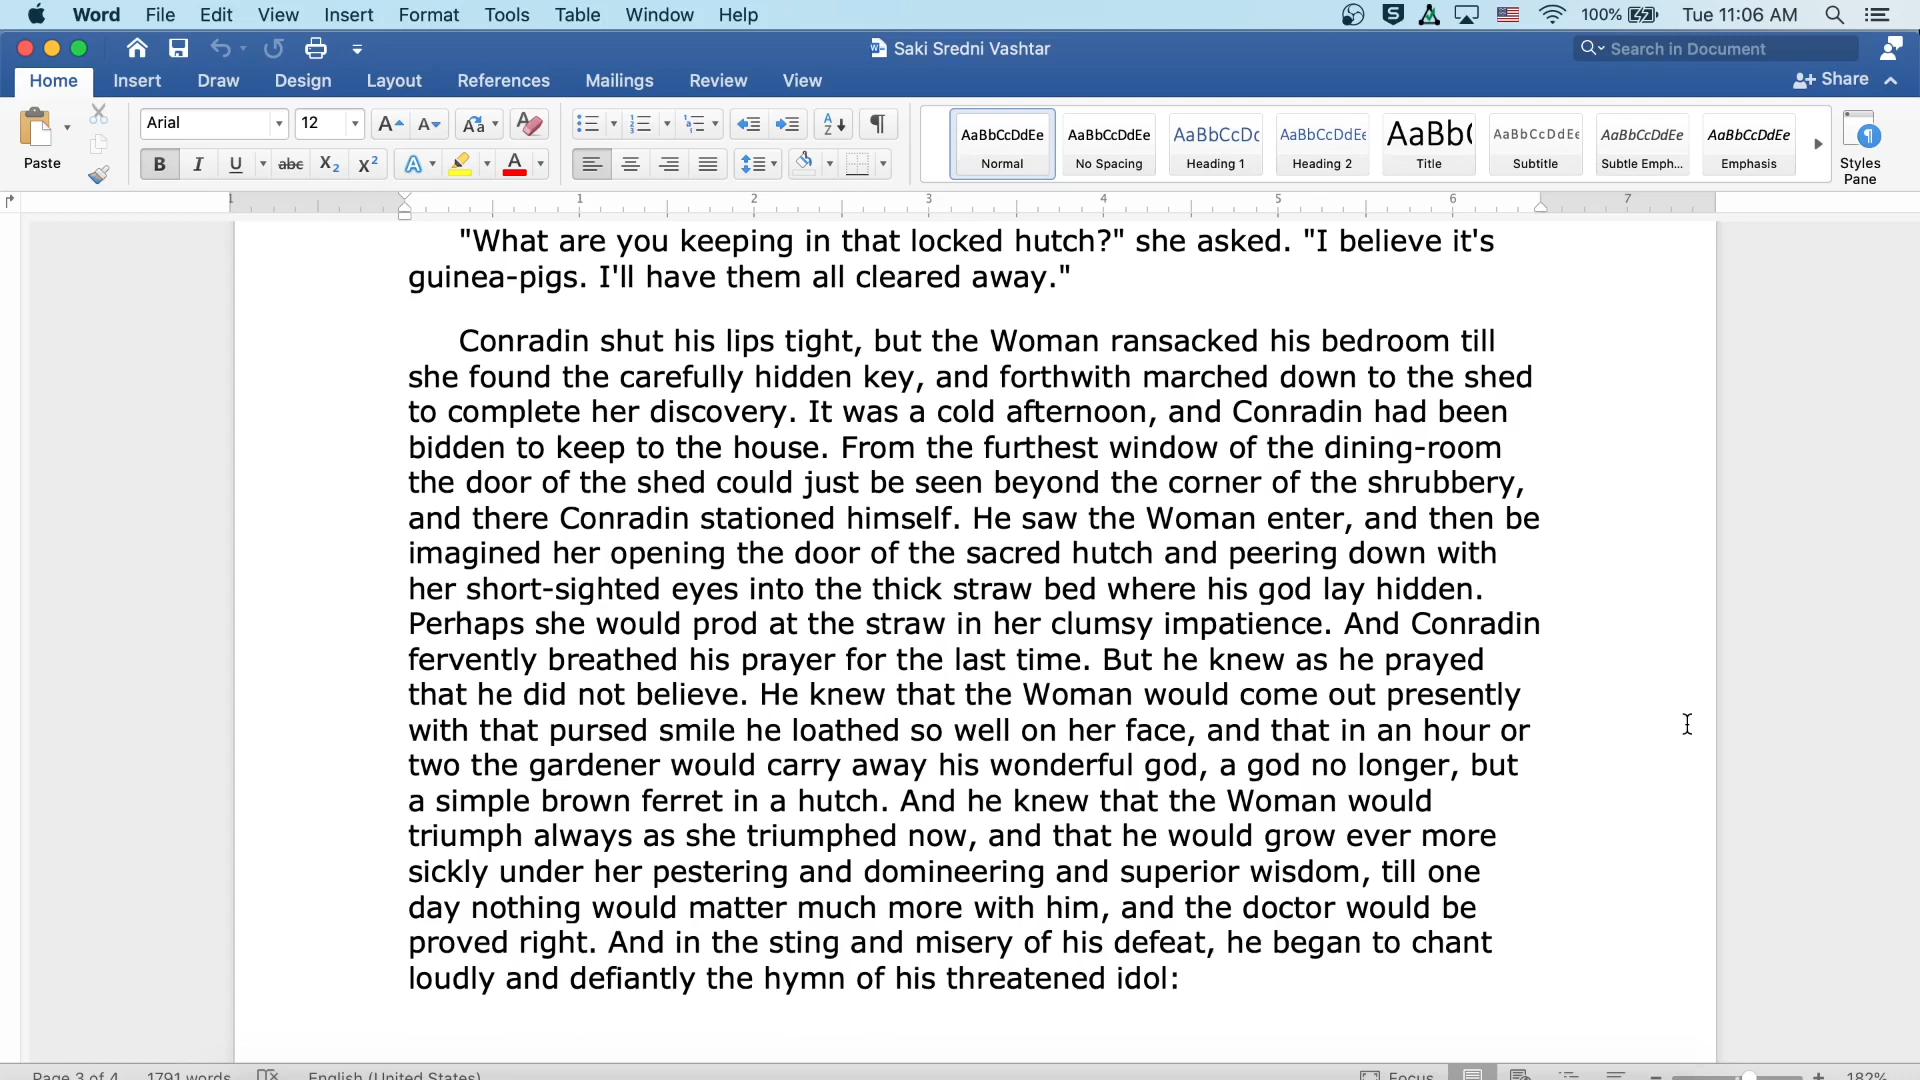 Word File Edit View Insert Format Tools Table Window Help 100% Tue 11:06 AM
Saki Sredni Vashtar Search in Document
Home Insert Draw Design Layout References Mailings Review View Share
Paste Arial 12
AaBbCcDdEe AaBbCcDdEe AaBbCcDc AaBbCcDdEe AaBb( AaBbCcDdEe AaBbCcDdEe AaBbCcDdEe
Normal No Spacing Heading 1 Heading 2 Title Subtitle Subtle Emph... Emphasis Styles Pane
1 1 2 3 4 5 6 7
"What are you keeping in that locked hutch?" she asked. "I believe it's
guinea-pigs. I'll have them all cleared away."
Conradin shut his lips tight, but the Woman ransacked his bedroom till
she found the carefully hidden key, and forthwith marched down to the shed
to complete her discovery. It was a cold afternoon, and Conradin had been
bidden to keep to the house. From the furthest window of the dining-room
the door of the shed could just be seen beyond the corner of the shrubbery,
and there Conradin stationed himself. He saw the Woman enter, and then be
imagined her opening the door of the sacred hutch and peering down with
her short-sighted eyes into the thick straw bed where his god lay hidden.
Perhaps she would prod at the straw in her clumsy impatience. And Conradin
fervently breathed his prayer for the last time. But he knew as he prayed
that he did not believe. He knew that the Woman would come out presently
with that pursed smile he loathed so well on her face, and that in an hour or
two the gardener would carry away his wonderful god, a god no longer, but
a simple brown ferret in a hutch. And he knew that the Woman would
triumph always as she triumphed now, and that he would grow ever more
sickly under her pestering and domineering and superior wisdom, till one
day nothing would matter much more with him, and the doctor would be
proved right. And in the sting and misery of his defeat, he began to chant
loudly and defiantly the hymn of his threatened idol:
Page 3 of 4 1791 words English (United States) Focus 182%